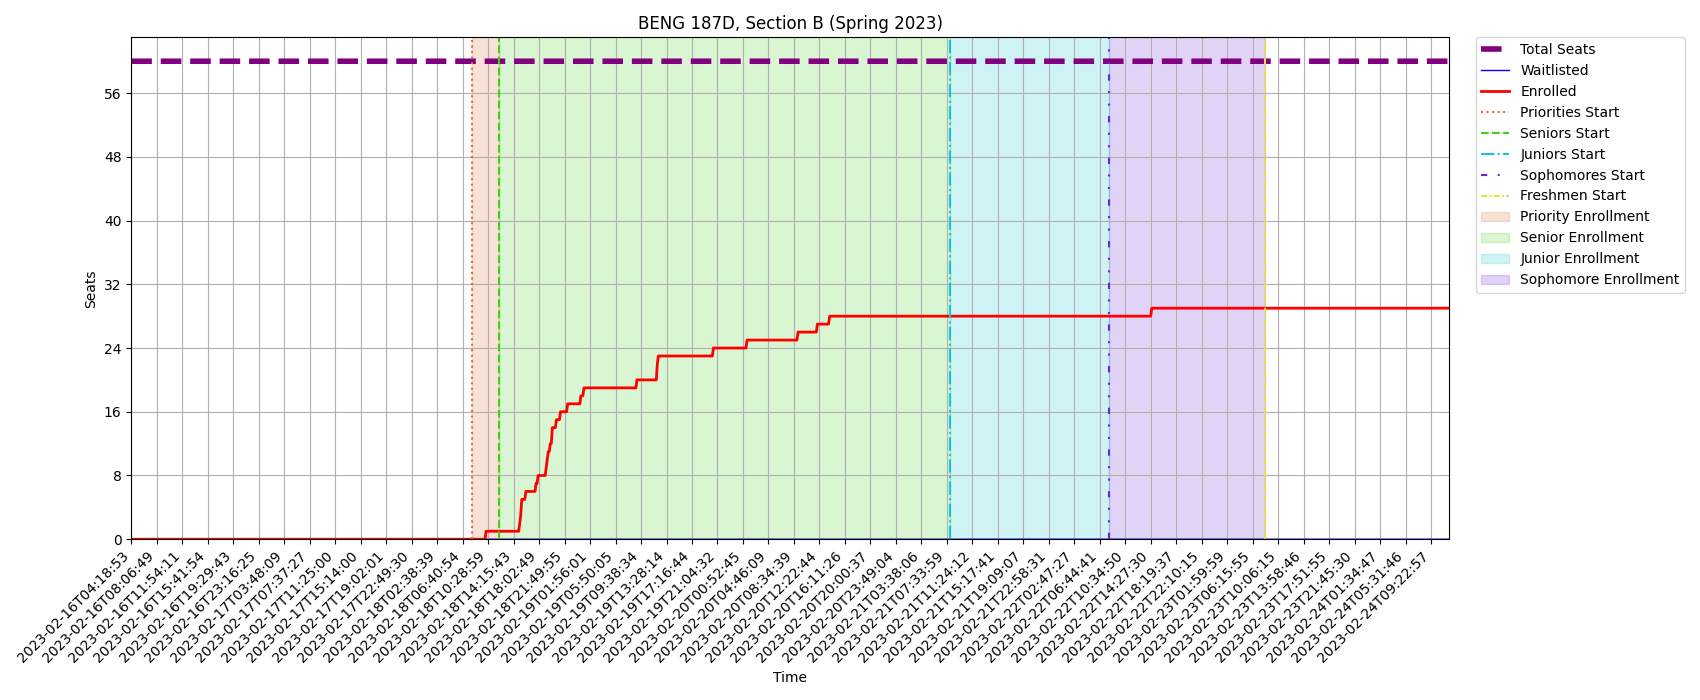 BENG 187D, Section B (Spring 2023)
Total Seats
Waitlisted
Enrolled
Priorities Start
Seniors Start
Juniors Start
Sophomores Start
Freshmen Start
Priority Enrollment
Senior Enrollment
Junior Enrollment
Sophomore Enrollment
Seats
56
48
40
32
24
16
8
0
2023-02-16T04:18:53
2023-02-16T08:06:49
2023-02-16T11:54:11
2023-02-16T15:41:54
2023-02-16T19:29:43
2023-02-16T23:16:25
2023-02-17T03:48:09
2023-02-17T07:37:27
2023-02-17T11:25:00
2023-02-17T15:14:00
2023-02-17T19:02:01
2023-02-17T22:49:30
2023-02-18T02:38:39
2023-02-18T06:40:54
2023-02-18T10:28:59
2023-02-18T14:15:43
2023-02-18T18:02:49
2023-02-18T21:49:55
2023-02-19T01:56:01
2023-02-19T05:50:05
2023-02-19T09:38:34
2023-02-19T13:28:14
2023-02-19T17:16:44
2023-02-19T21:04:32
2023-02-20T00:52:45
2023-02-20T04:46:09
2023-02-20T08:34:39
2023-02-20T12:22:44
2023-02-20T16:11:26
2023-02-20T20:00:37
2023-02-20T23:49:04
2023-02-21T03:38:06
2023-02-21T07:33:59
2023-02-21T11:24:12
2023-02-21T15:17:41
2023-02-21T19:09:07
2023-02-21T22:58:31
2023-02-22T02:47:27
2023-02-22T06:44:41
2023-02-22T10:34:50
2023-02-22T14:27:30
2023-02-22T18:19:37
2023-02-22T22:10:15
2023-02-23T01:59:59
2023-02-23T06:15:55
2023-02-23T10:06:15
2023-02-23T13:58:46
2023-02-23T17:51:55
2023-02-23T21:45:30
2023-02-24T01:34:47
2023-02-24T05:31:46
2023-02-24T09:22:57
Time